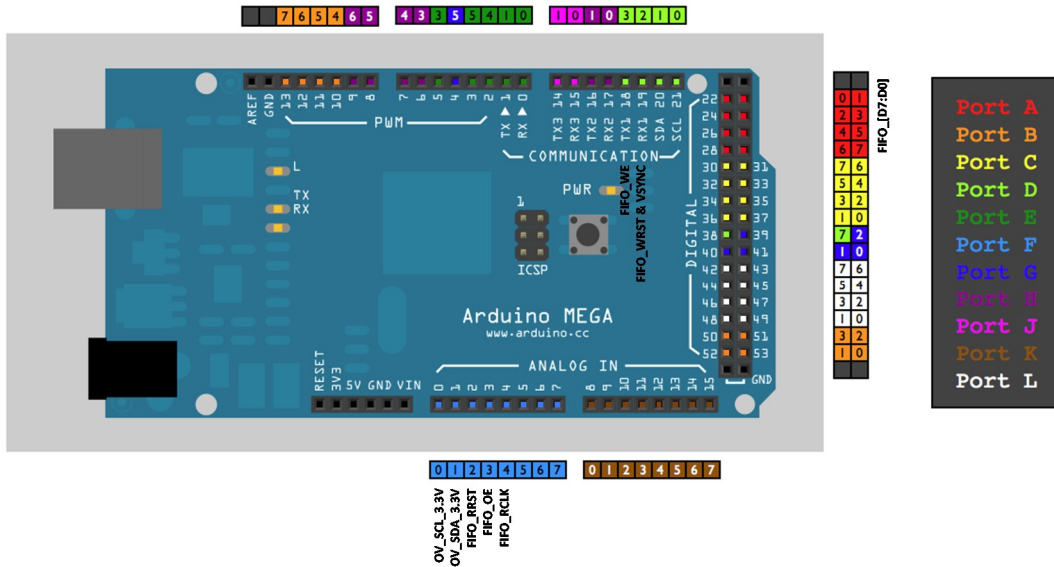 7 6 5 4 6 5
4 3 3 5 5 4 1 0
1 0 1 0 3 2 1 0
AREF GND 13 12 11 10 9 8
7 6 5 4 3 2 1 0
TX RX
14 15 16 17 18 19 20 21
TX3 RX3 TX2 RX2 TX1 RX1 SDA SCL
PWM
COMMUNICATION
L
TX
RX
PWR
FIFO_WE
FIFO_WRST & VSYNC
1
ICSP
Arduino MEGA
www.arduino.cc
DIGITAL
22
24
26
28
30 31
32 33
34 35
36 37
38 39
40 41
42 43
44 45
46 47
48 49
50 51
52 53
GND
0 1
2 3
4 5
6 7
7 6
5 4
3 2
1 0
7 2
1 0
7 6
5 4
3 2
1 0
3 2
1 0
FIFO_[D7:D0]
RESET 3V3 5V GND VIN
ANALOG IN
0 1 2 3 4 5 6 7
8 9 10 11 12 13 14 15
0 1 2 3 4 5 6 7
0 1 2 3 4 5 6 7
OV_SCL_3.3V
OV_SDA_3.3V
FIFO_RRST
FIFO_OE
FIFO_RCLK
Port A
Port B
Port C
Port D
Port E
Port F
Port G
Port H
Port J
Port K
Port L